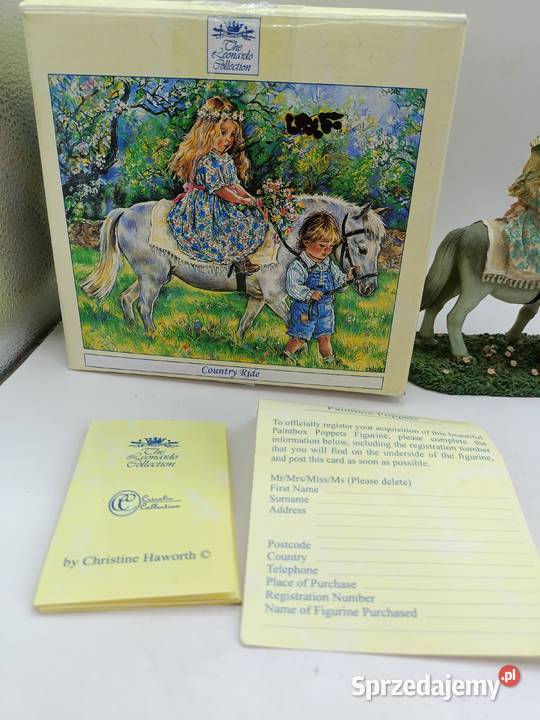 The
Leonardo
Collection
Country Ride
The
Leonardo
Collection
Collection
by Christine Haworth ©
Paintbox Poppets
To officially register your acquisition of this beautiful
Paintbox Poppets Figurine, please complete the
information below, including the registration number
that you will find on the underside of the figurine,
and post this card as soon as possible.
Mr/Mrs/Miss/Ms (Please delete)
First Name
Surname
Address
Postcode
Country
Telephone
Place of Purchase
Registration Number
Name of Figurine Purchased
Sprzedajemy.pl